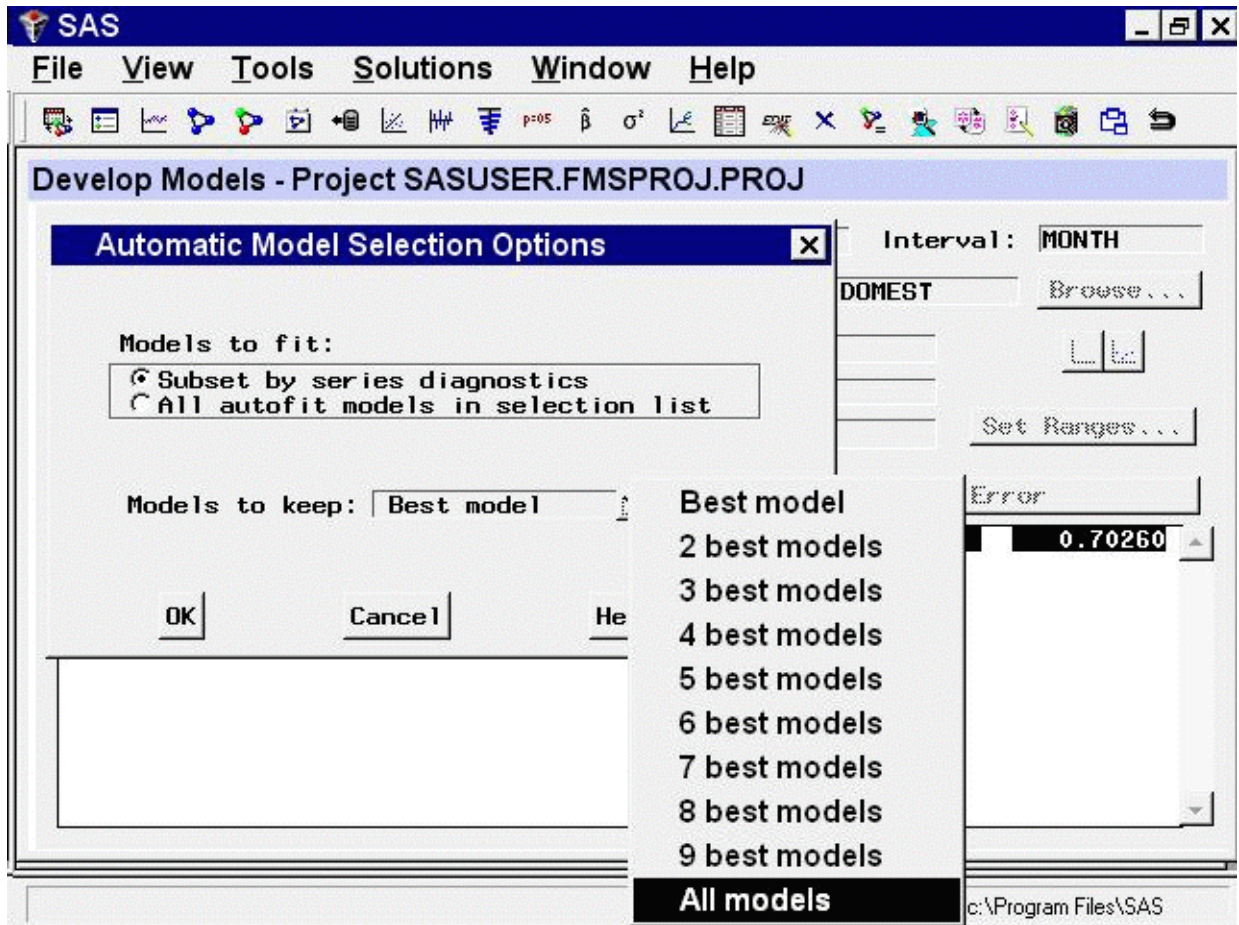 SAS
File View Tools Solutions Window Help
p=05 β̂ σ²
Develop Models - Project SASUSER.FMSPROJ.PROJ
Automatic Model Selection Options
Interval: MONTH
DOMEST Browse...
Models to fit:
Subset by series diagnostics
All autofit models in selection list
Set Ranges...
Models to keep: Best model
Error
0.70260
OK Cancel He
Best model
2 best models
3 best models
4 best models
5 best models
6 best models
7 best models
8 best models
9 best models
All models
c:\Program Files\SAS